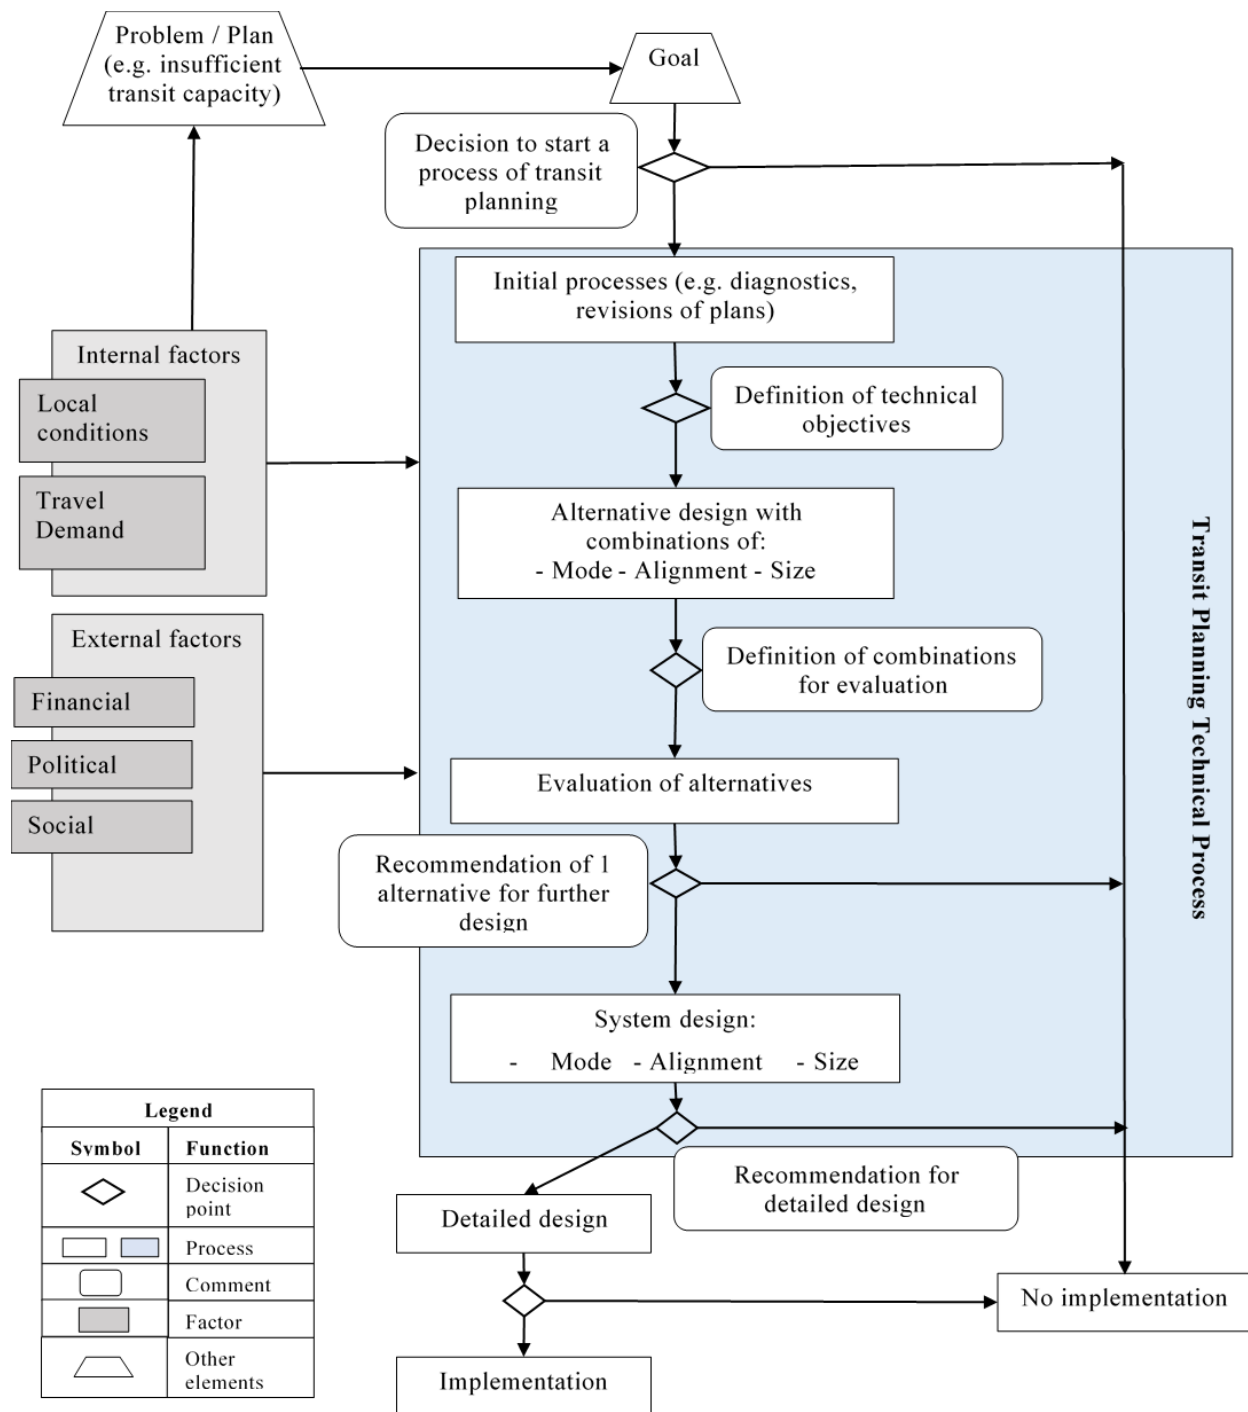 Problem / Plan
(e.g. insufficient
transit capacity)
Goal
Decision to start a
process of transit
planning
Initial processes (e.g. diagnostics,
revisions of plans)
Internal factors
Local
conditions
Travel
Demand
Definition of technical
objectives
Alternative design with
combinations of:
- Mode - Alignment - Size
External factors
Financial
Political
Social
Definition of combinations
for evaluation
Evaluation of alternatives
Recommendation of 1
alternative for further
design
System design:
- Mode - Alignment - Size
Transit Planning Technical Process
Recommendation for
detailed design
Detailed design
No implementation
Implementation
Legend
Symbol Function
Decision
point
Process
Comment
Factor
Other
elements